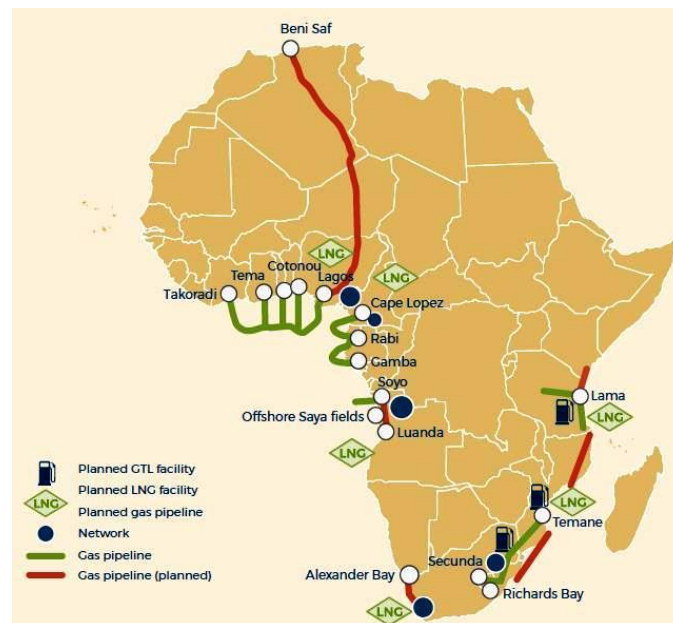 Beni Saf
LNG
Cotonou
Tema
Lagos
LNG
Takoradi
Cape Lopez
Rabi
Gamba
Soyo
Lama
Offshore Saya fields
LNG
Luanda
LNG
Planned GTL facility
LNG
Planned LNG facility
Planned gas pipeline
LNG
Temane
Network
Gas pipeline
Secunda
Gas pipeline (planned)
Alexander Bay
Richards Bay
LNG